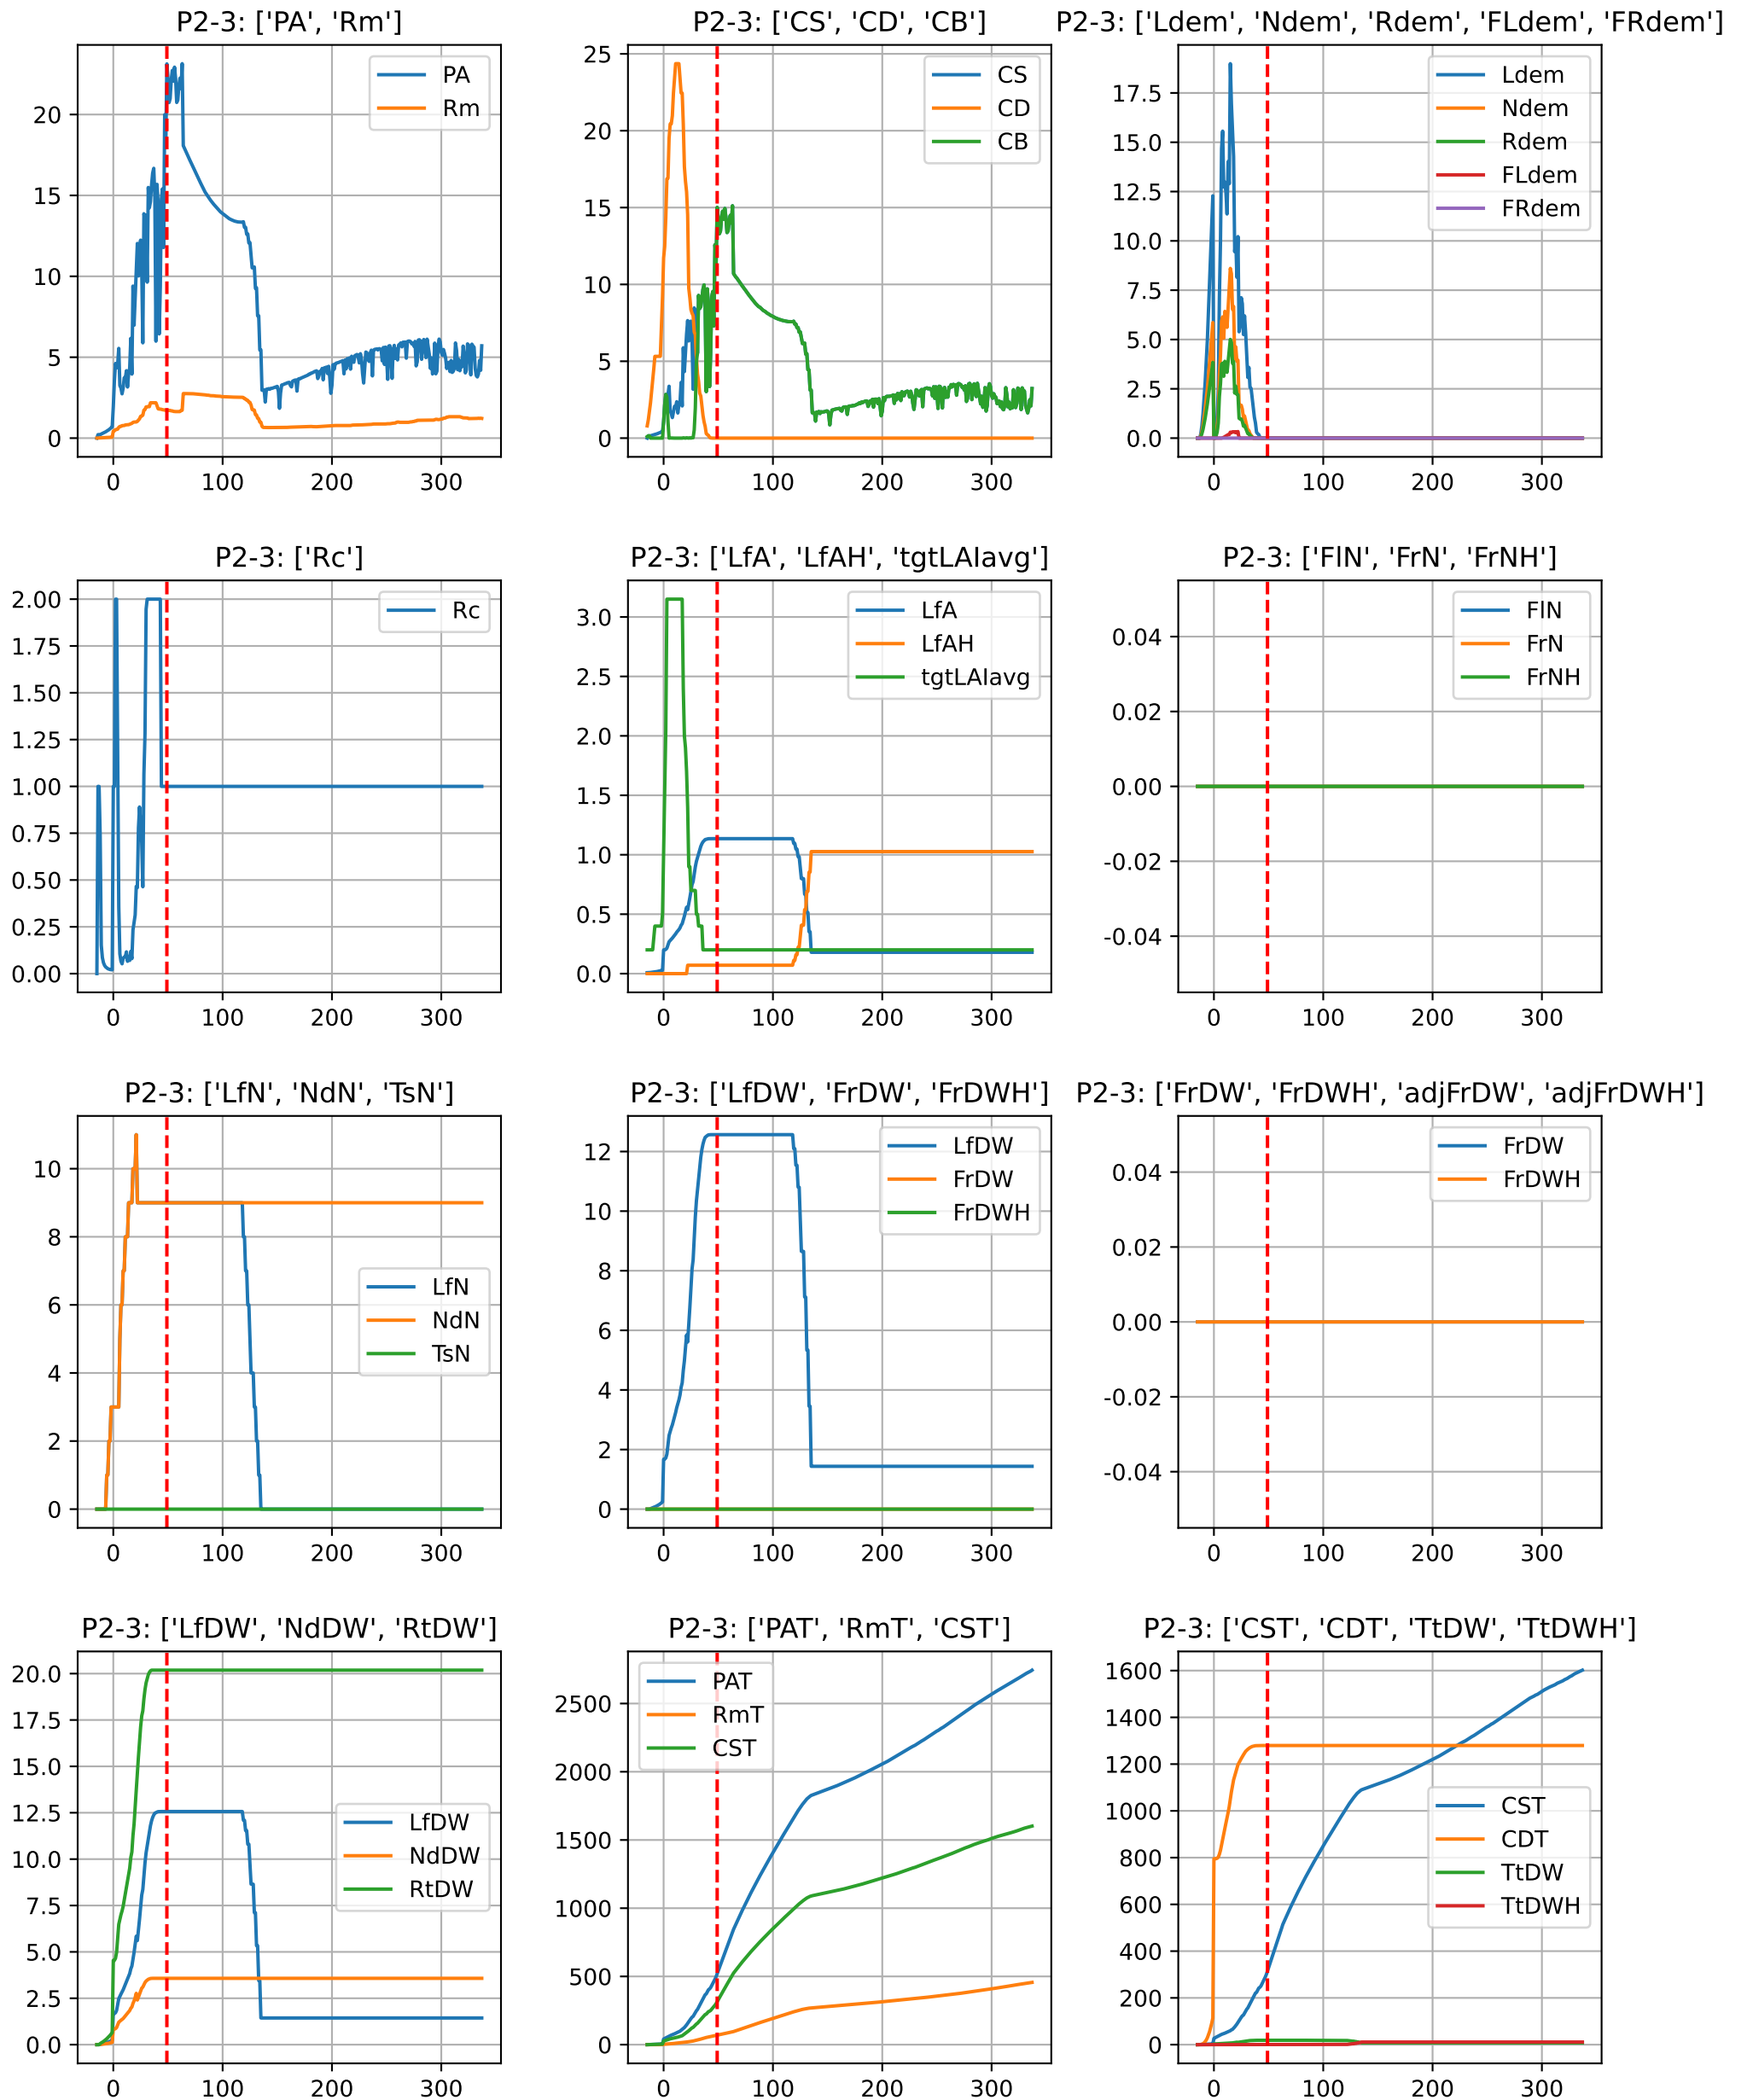 P2-3: ['PA', 'Rm']
20
15
10
5
0
0 100 200 300
PA
Rm
P2-3: ['CS', 'CD', 'CB']
25
20
15
10
5
0
0 100 200 300
CS
CD
CB
P2-3: ['Ldem', 'Ndem', 'Rdem', 'FLdem', 'FRdem']
17.5
15.0
12.5
10.0
7.5
5.0
2.5
0.0
0 100 200 300
Ldem
Ndem
Rdem
FLdem
FRdem
P2-3: ['Rc']
2.00
1.75
1.50
1.25
1.00
0.75
0.50
0.25
0.00
0 100 200 300
Rc
P2-3: ['LfA', 'LfAH', 'tgtLAIavg']
3.0
2.5
2.0
1.5
1.0
0.5
0.0
0 100 200 300
LfA
LfAH
tgtLAIavg
P2-3: ['FlN', 'FrN', 'FrNH']
0.04
0.02
0.00
-0.02
-0.04
0 100 200 300
FlN
FrN
FrNH
P2-3: ['LfN', 'NdN', 'TsN']
10
8
6
4
2
0
0 100 200 300
LfN
NdN
TsN
P2-3: ['LfDW', 'FrDW', 'FrDWH']
12
10
8
6
4
2
0
0 100 200 300
LfDW
FrDW
FrDWH
P2-3: ['FrDW', 'FrDWH', 'adjFrDW', 'adjFrDWH']
0.04
0.02
0.00
-0.02
-0.04
0 100 200 300
FrDW
FrDWH
P2-3: ['LfDW', 'NdDW', 'RtDW']
20.0
17.5
15.0
12.5
10.0
7.5
5.0
2.5
0.0
0 100 200 300
LfDW
NdDW
RtDW
P2-3: ['PAT', 'RmT', 'CST']
2500
2000
1500
1000
500
0
0 100 200 300
PAT
RmT
CST
P2-3: ['CST', 'CDT', 'TtDW', 'TtDWH']
1600
1400
1200
1000
800
600
400
200
0
0 100 200 300
CST
CDT
TtDW
TtDWH